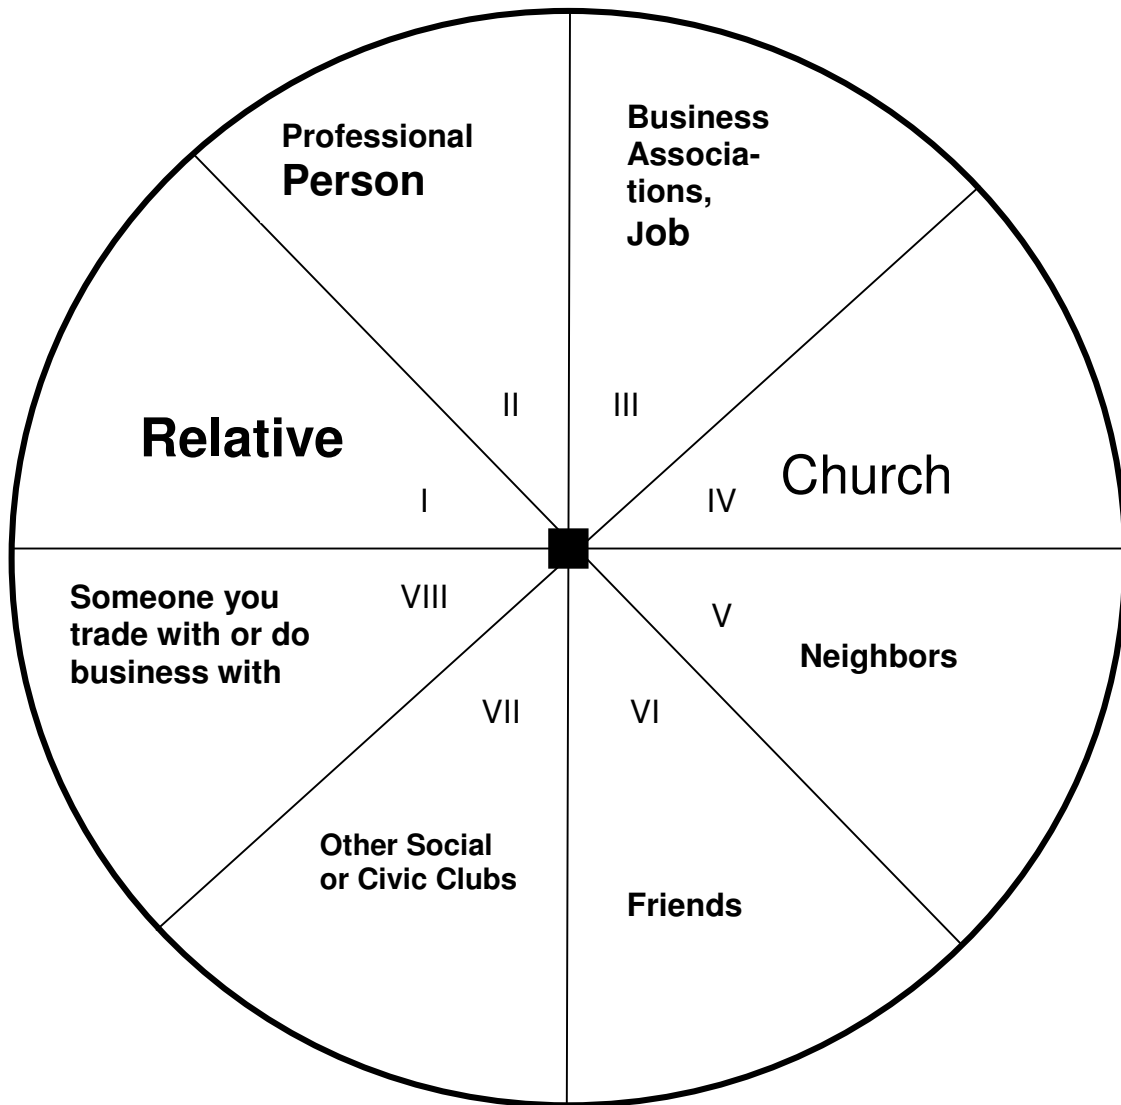 Professional
Person
II
Business
Associa-
tions,
Job
III
Relative
I
Church
IV
Someone you
trade with or do
business with
VIII
V
Neighbors
VII
Other Social
or Civic Clubs
VI
Friends